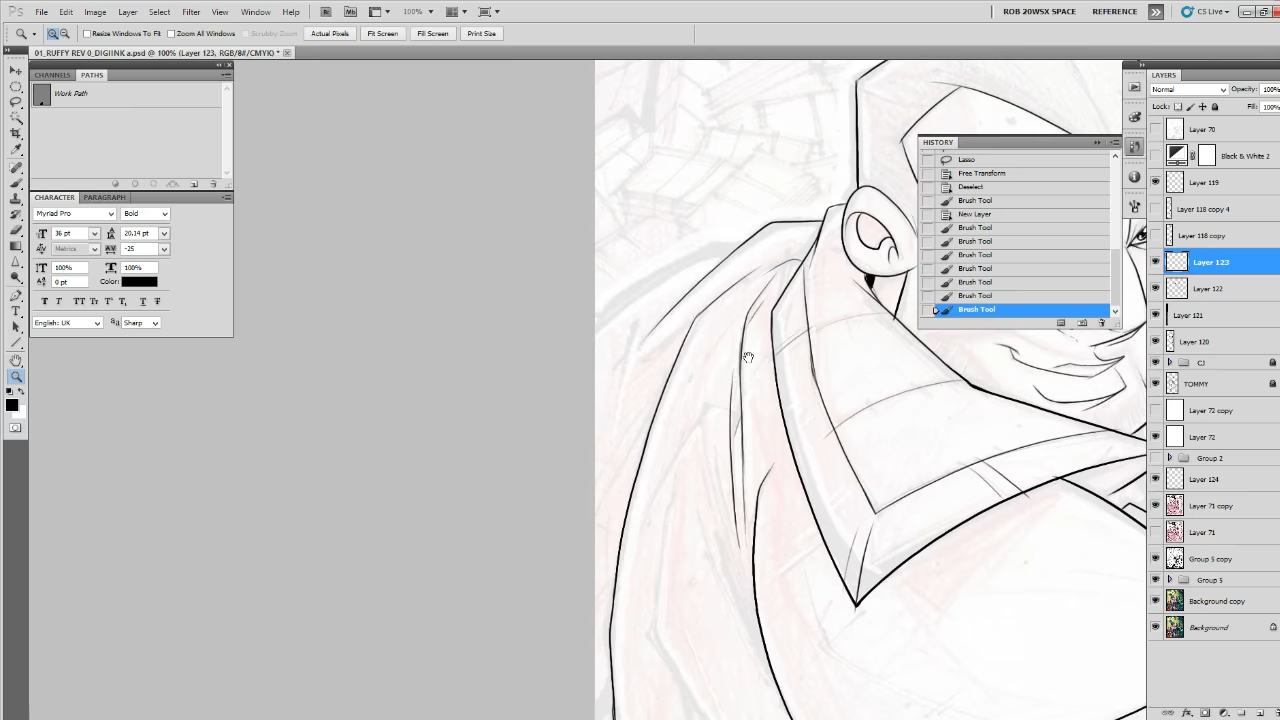 Ps File Edit Image Layer Select Filter View Window Help Br Mb 100% ROB 20WSX SPACE REFERENCE CS Live
Resize Windows To Fit Zoom All Windows Scrubby Zoom Actual Pixels Fit Screen Fill Screen Print Size
01_RUFFY REV 0_DIGIINK a.psd @ 100% (Layer 123, RGB/8#/CMYK) *
CHANNELS PATHS
Work Path
CHARACTER PARAGRAPH
Myriad Pro Bold
36 pt 20,14 pt
Metrics -25
100% 100%
0 pt Color:
T T TT Tr T T T T
English: UK aa Sharp
HISTORY
Lasso
Free Transform
Deselect
Brush Tool
New Layer
Brush Tool
Brush Tool
Brush Tool
Brush Tool
Brush Tool
Brush Tool
Brush Tool
LAYERS
Normal Opacity: 100%
Lock: Fill: 100%
Layer 70
Black & White 2
Layer 119
Layer 118 copy 4
Layer 118 copy
Layer 123
Layer 122
Layer 121
Layer 120
CJ
TOMMY
Layer 72 copy
Layer 72
Group 2
Layer 124
Layer 71 copy
Layer 71
Group 5 copy
Group 5
Background copy
Background